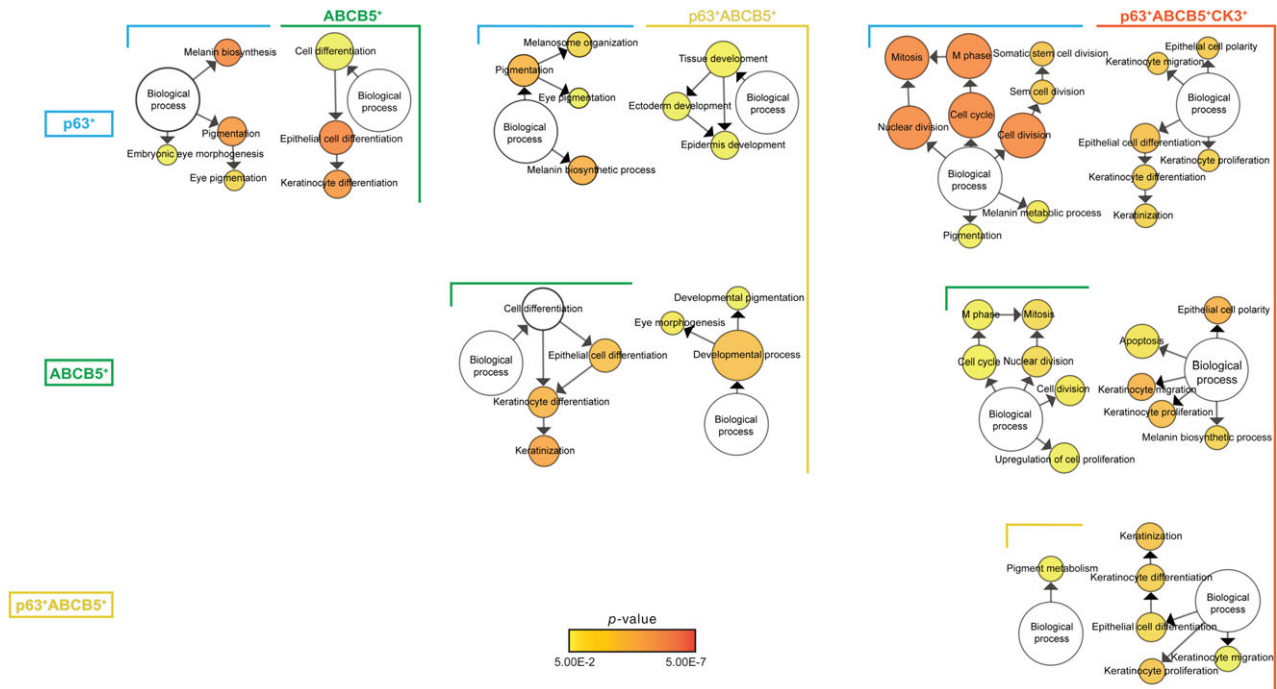 ABCB5⁺
p63⁺ABCB5⁺
p63⁺ABCB5⁺CK3⁺
p63⁺
Melanin biosynthesis
Biological
process
Pigmentation
Embryonic eye morphogenesis
Eye pigmentation
Cell differentiation
Biological
process
Epithelial cell differentiation
Keratinocyte differentiation
Melanosome organization
Pigmentation
Eye pigmentation
Biological
process
Melanin biosynthetic process
Tissue development
Biological
process
Ectoderm development
Epidermis development
Mitosis
M phase
Somatic stem cell division
Sem cell division
Nuclear division
Cell cycle
Cell division
Biological
process
Melanin metabolic process
Pigmentation
Epithelial cell polarity
Keratinocyte migration
Biological
process
Epithelial cell differentiation
Keratinocyte proliferation
Keratinocyte differentiation
Keratinization
ABCB5⁺
Cell differentiation
Biological
process
Epithelial cell differentiation
Keratinocyte differentiation
Keratinization
Developmental pigmentation
Eye morphogenesis
Developmental process
Biological
process
M phase
Mitosis
Cell cycle
Nuclear division
Cell division
Biological
process
Upregulation of cell proliferation
Epithelial cell polarity
Apoptosis
Biological
process
Keratinocyte migration
Keratinocyte proliferation
Melanin biosynthetic process
p63⁺ABCB5⁺
Pigment metabolism
Biological
process
Keratinization
Keratinocyte differentiation
Biological
process
Epithelial cell differentiation
Keratinocyte migration
Keratinocyte proliferation
p-value
5.00E-2
5.00E-7